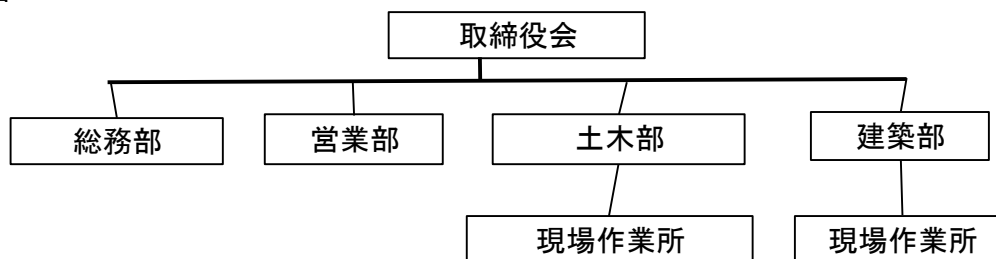 取締役会
総務部
営業部
土木部
建築部
現場作業所
現場作業所